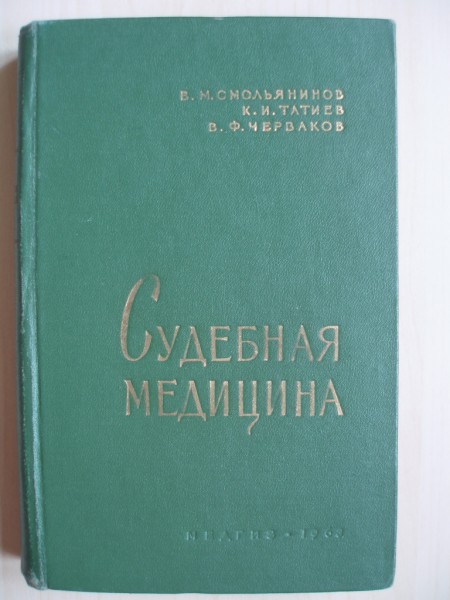 В. М. СМОЛЬЯНИНОВ
К. И. ТАТИЕВ
В. Ф. ЧЕРВАКОВ
СУДЕБНАЯ
МЕДИЦИНА
МЕДГИЗ •